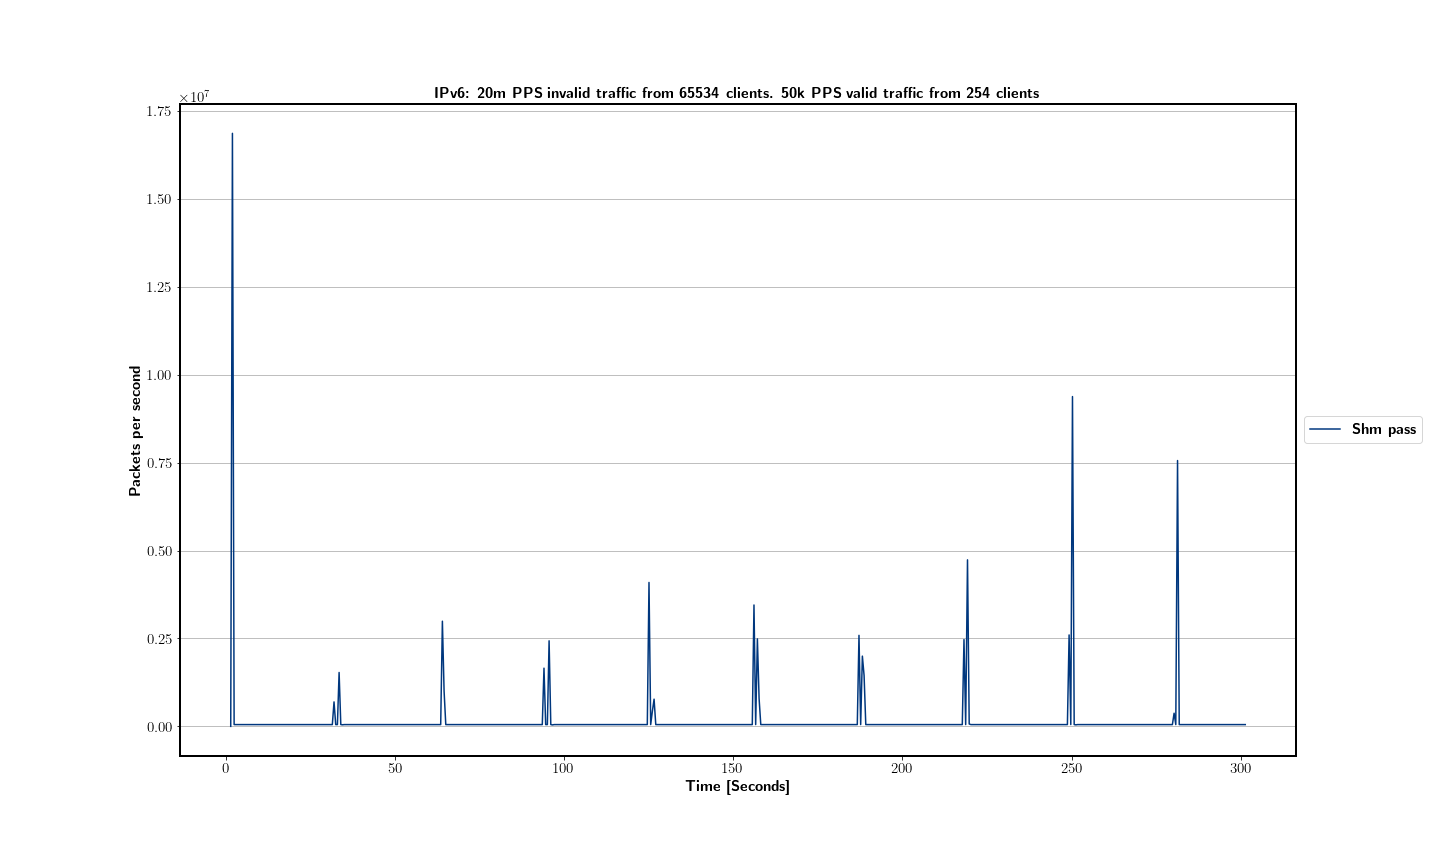 IPv6: 20m PPS invalid traffic from 65534 clients. 50k PPS valid traffic from 254 clients
×10⁷
1.75
1.50
1.25
1.00
0.75
0.50
0.25
0.00
Packets per second
Shm pass
0 50 100 150 200 250 300
Time [Seconds]